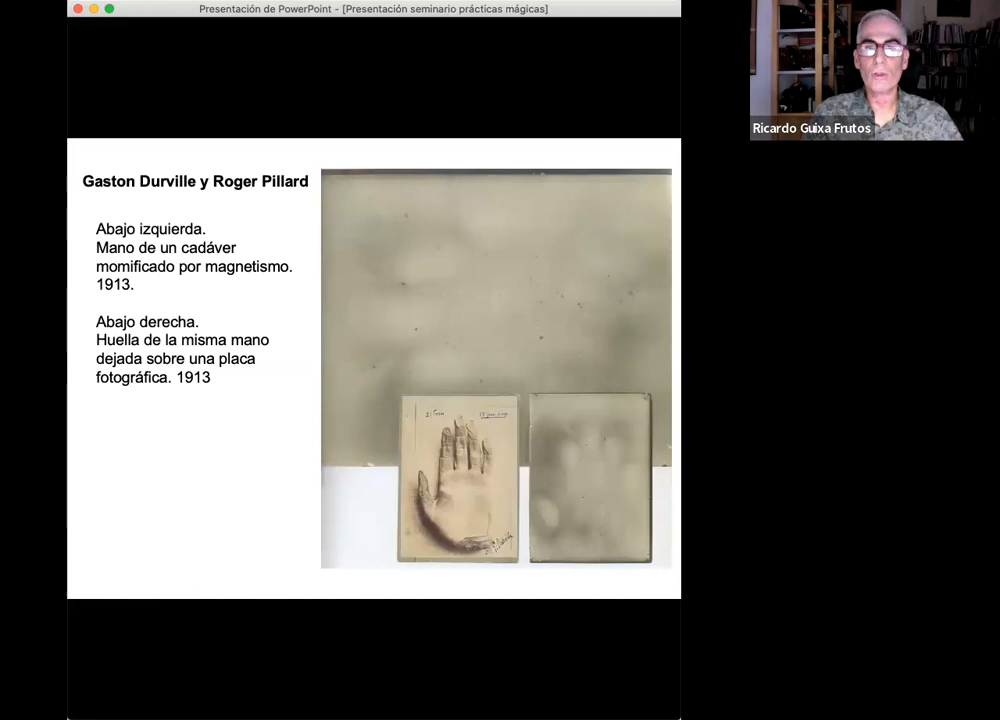 Presentación de PowerPoint - [Presentación seminario prácticas mágicas]
Ricardo Guixa Frutos
Gaston Durville y Roger Pillard
Abajo izquierda.
Mano de un cadáver
momificado por magnetismo.
1913.
Abajo derecha.
Huella de la misma mano
dejada sobre una placa
fotográfica. 1913